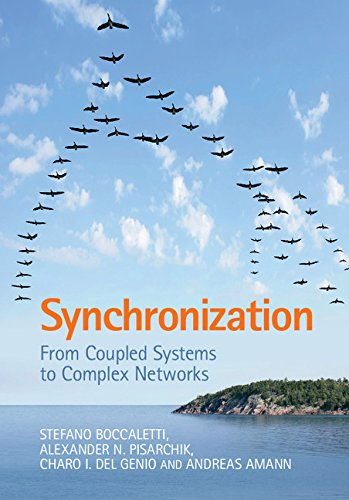 Synchronization
From Coupled Systems
to Complex Networks
STEFANO BOCCALETTI,
ALEXANDER N. PISARCHIK,
CHARO I. DEL GENIO AND ANDREAS AMANN